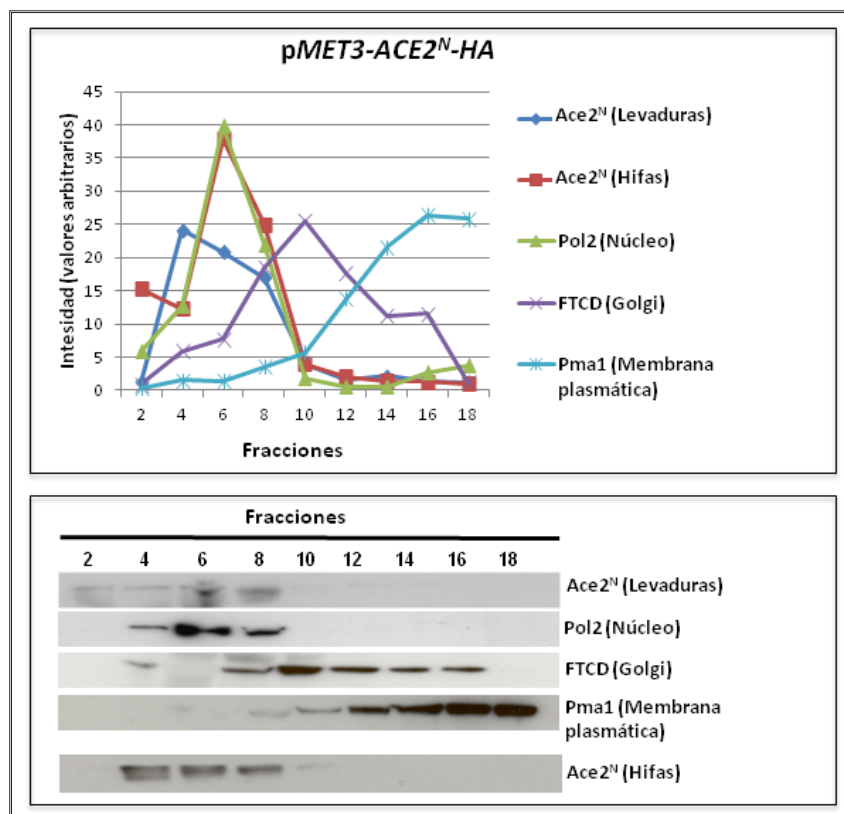 pMET3-ACE2ᴺ-HA
45
40
35
30
25
20
15
10
5
0
Intesidad (valores arbitrarios)
2 4 6 8 10 12 14 16 18
Fracciones
Ace2ᴺ (Levaduras)
Ace2ᴺ (Hifas)
Pol2 (Núcleo)
FTCD (Golgi)
Pma1 (Membrana
plasmática)
Fracciones
2 4 6 8 10 12 14 16 18
Ace2ᴺ (Levaduras)
Pol2 (Núcleo)
FTCD (Golgi)
Pma1 (Membrana
plasmática)
Ace2ᴺ (Hifas)